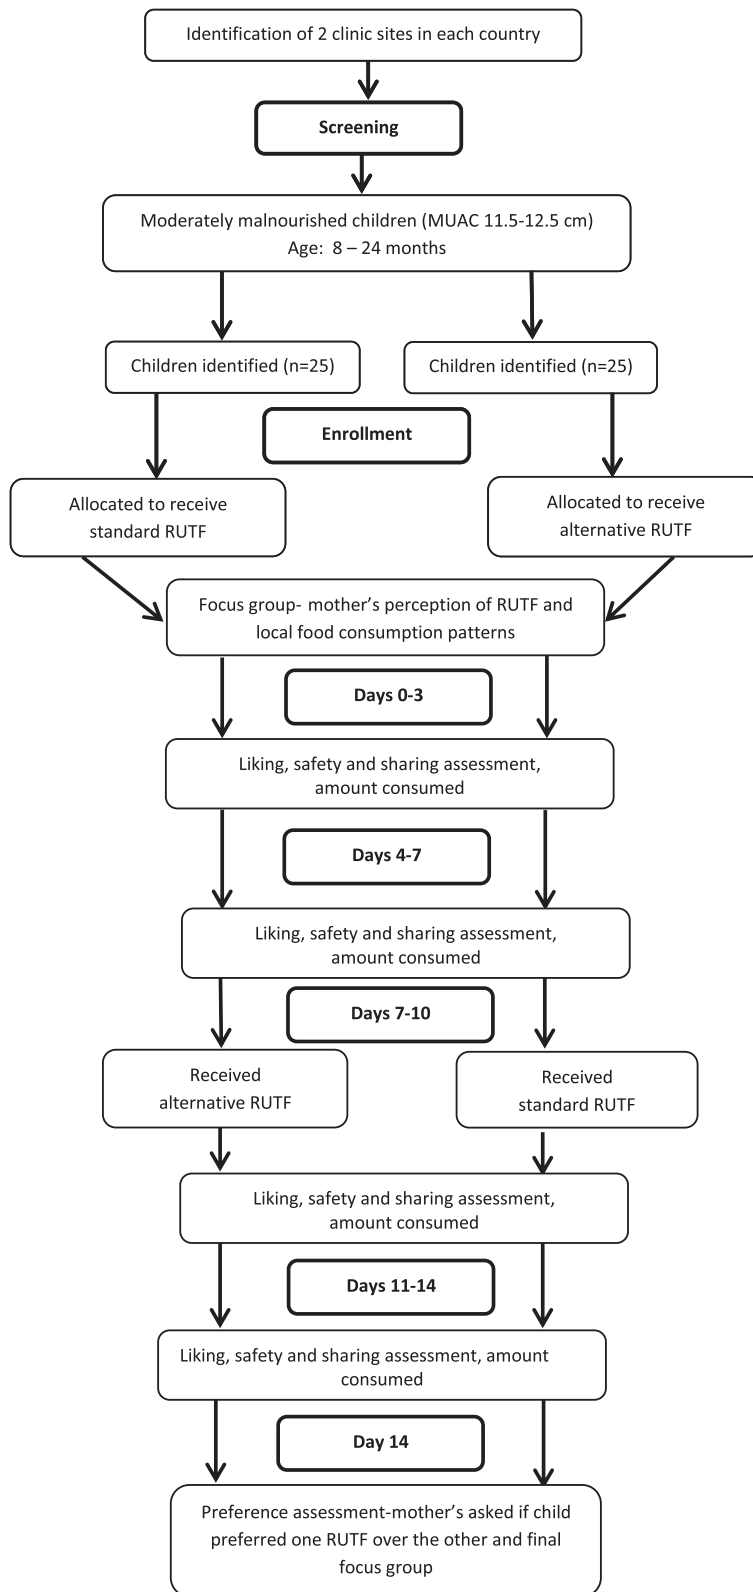 Identification of 2 clinic sites in each country
Screening
Moderately malnourished children (MUAC 11.5-12.5 cm)
Age:  8 – 24 months
Children identified (n=25)
Children identified (n=25)
Enrollment
Allocated to receive
standard RUTF
Allocated to receive
alternative RUTF
Focus group- mother’s perception of RUTF and
local food consumption patterns
Days 0-3
Liking, safety and sharing assessment,
amount consumed
Days 4-7
Liking, safety and sharing assessment,
amount consumed
Days 7-10
Received
alternative RUTF
Received
standard RUTF
Liking, safety and sharing assessment,
amount consumed
Days 11-14
Liking, safety and sharing assessment, amount
consumed
Day 14
Preference assessment-mother’s asked if child
preferred one RUTF over the other and final
focus group